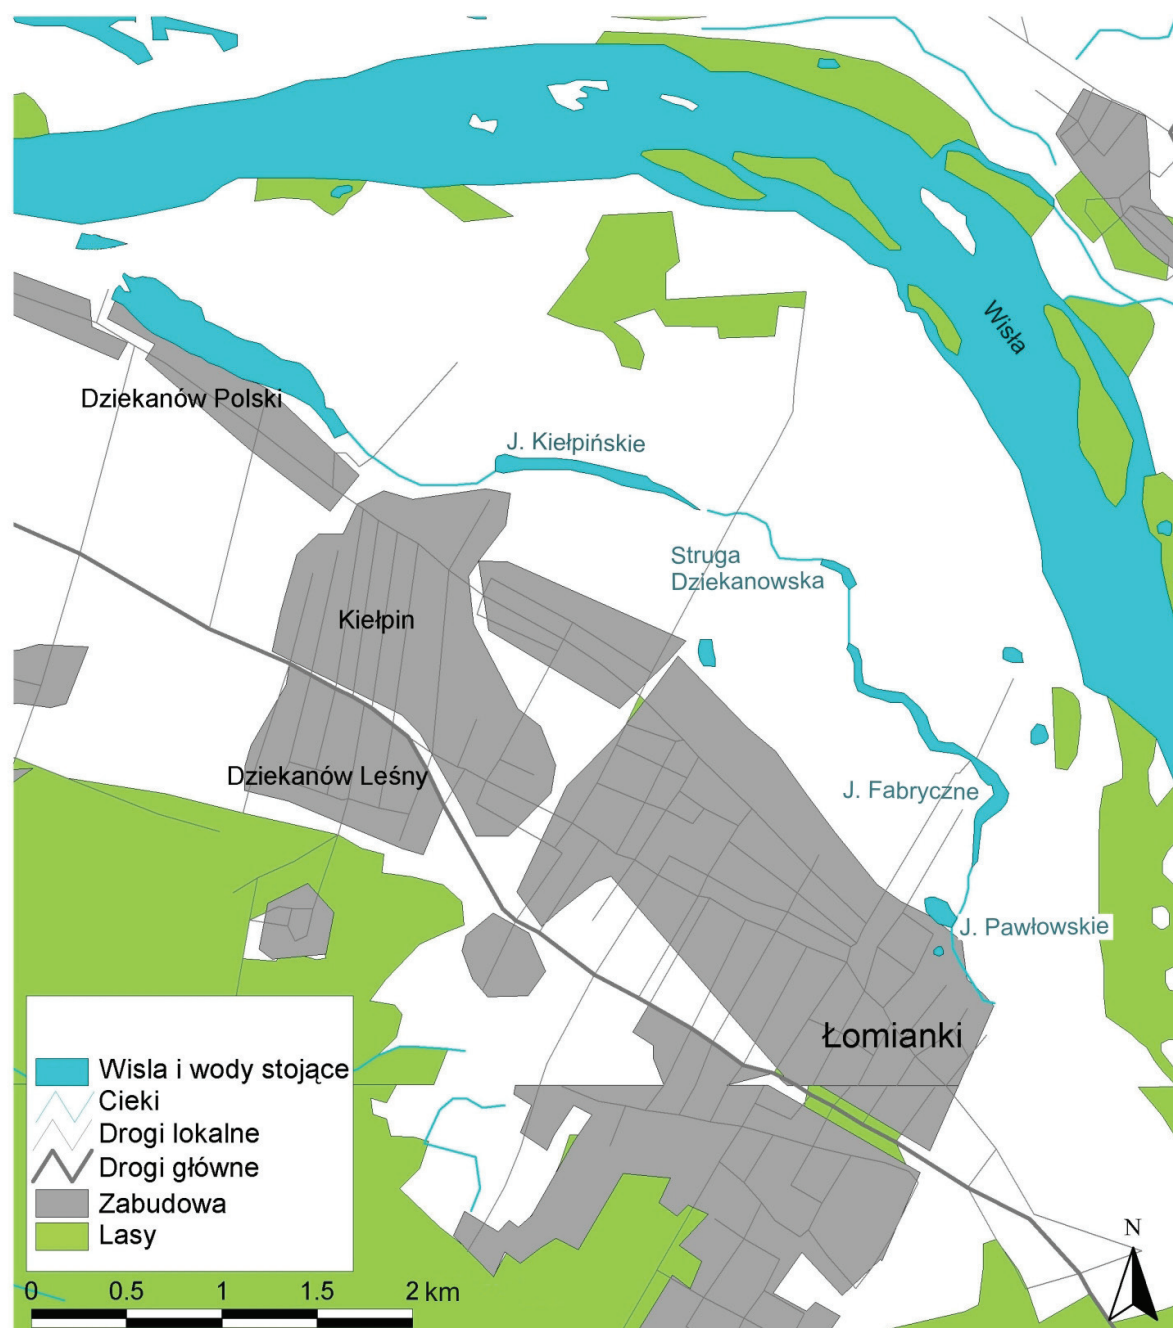 Wisła
Dziekanów Polski
J. Kiełpińskie
Struga
Dziekanowska
Kiełpin
Dziekanów Leśny
J. Fabryczne
J. Pawłowskie
Łomianki
Wisla i wody stojące
Cieki
Drogi lokalne
Drogi główne
Zabudowa
Lasy
N
0 0.5 1 1.5 2 km